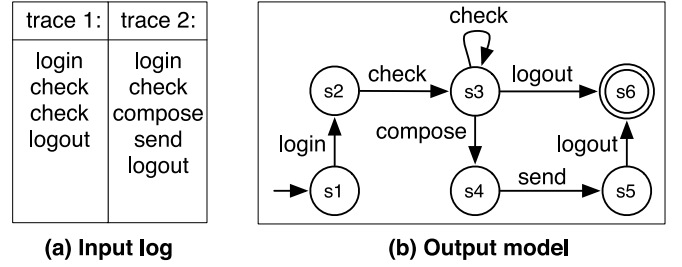 trace 1: trace 2:
login login
check check
check compose
logout send
logout
check
s2 check s3 logout s6
login compose logout
s1 s4 send s5
(a) Input log (b) Output model